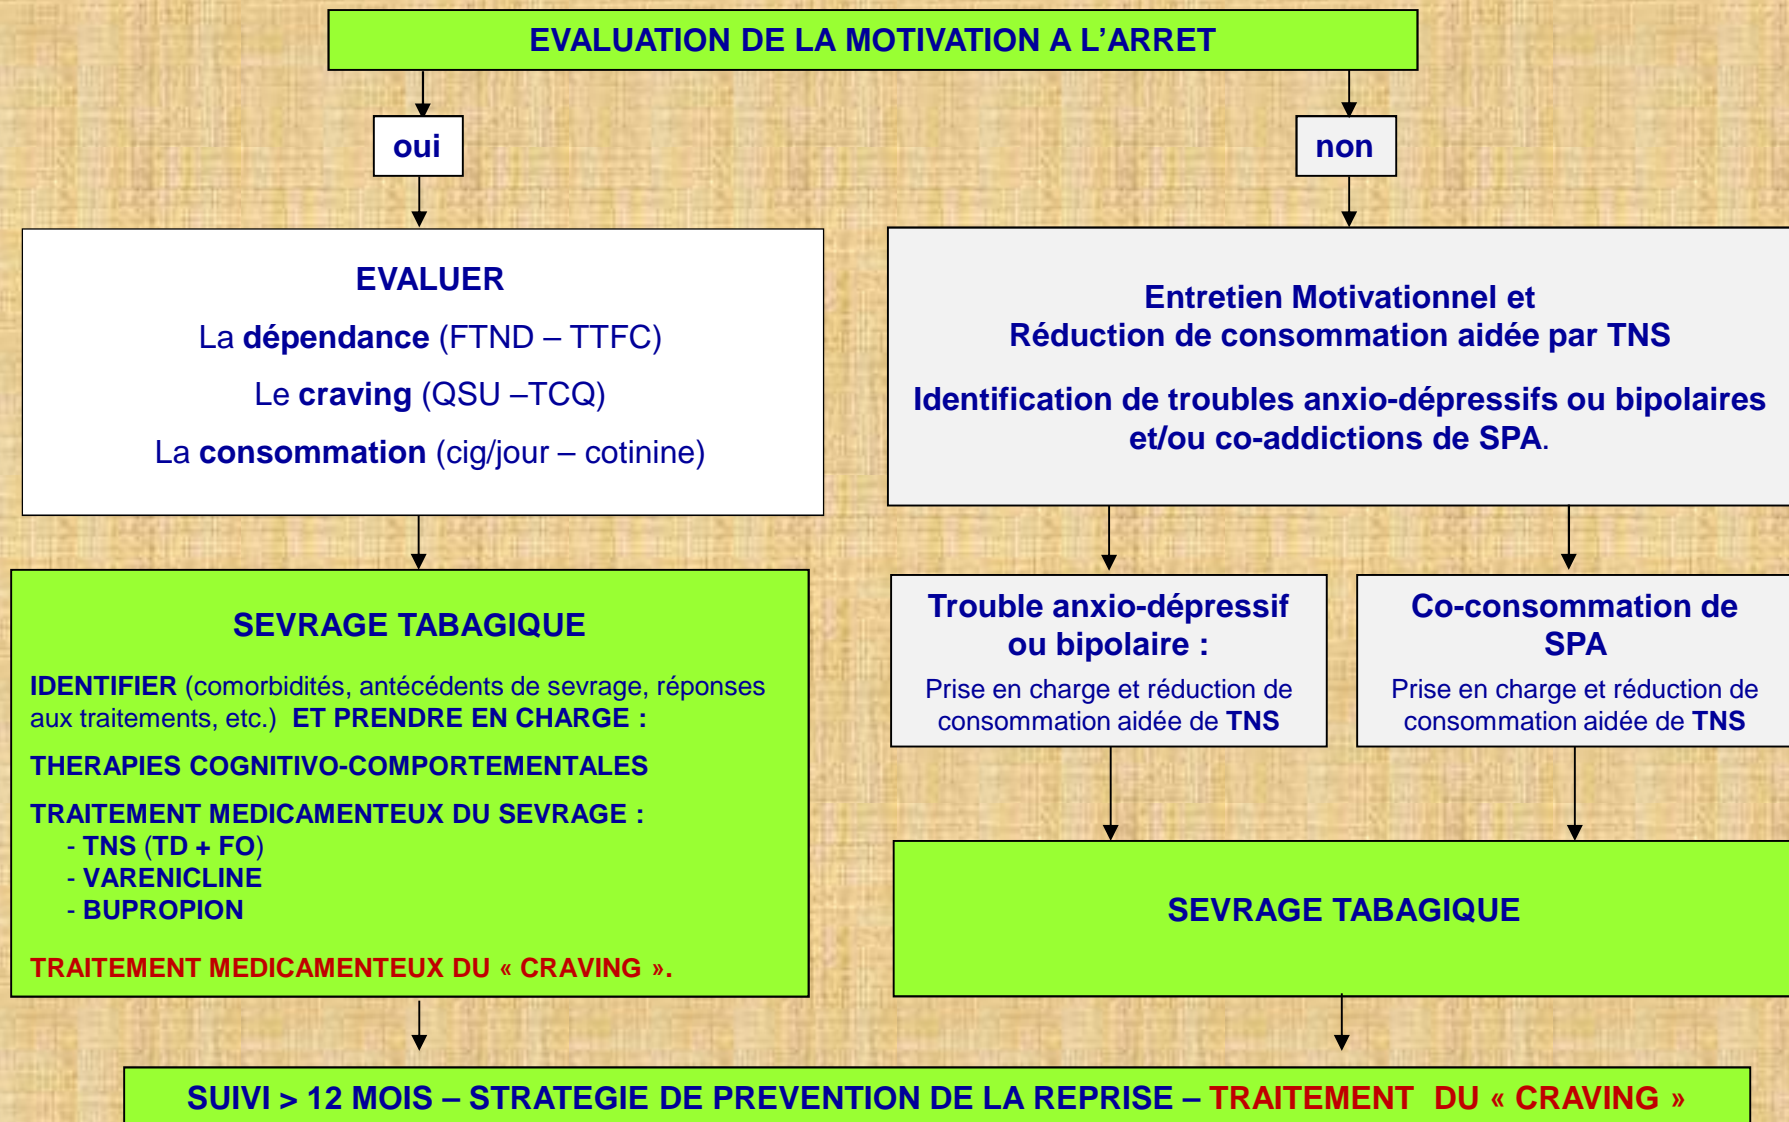 EVALUATION DE LA MOTIVATION A L’ARRET
oui
non
EVALUER
La dépendance (FTND – TTFC)
Le craving (QSU –TCQ)
La consommation (cig/jour – cotinine)
Entretien Motivationnel et
Réduction de consommation aidée par TNS
Identification de troubles anxio-dépressifs ou bipolaires
et/ou co-addictions de SPA.
SEVRAGE TABAGIQUE
IDENTIFIER (comorbidités, antécédents de sevrage, réponses
aux traitements, etc.) ET PRENDRE EN CHARGE :
THERAPIES COGNITIVO-COMPORTEMENTALES
TRAITEMENT MEDICAMENTEUX DU SEVRAGE :
- TNS (TD + FO)
- VARENICLINE
- BUPROPION
TRAITEMENT MEDICAMENTEUX DU « CRAVING ».
Trouble anxio-dépressif
ou bipolaire :
Prise en charge et réduction de
consommation aidée de TNS
Co-consommation de
SPA
Prise en charge et réduction de
consommation aidée de TNS
SEVRAGE TABAGIQUE
SUIVI > 12 MOIS – STRATEGIE DE PREVENTION DE LA REPRISE – TRAITEMENT DU « CRAVING »